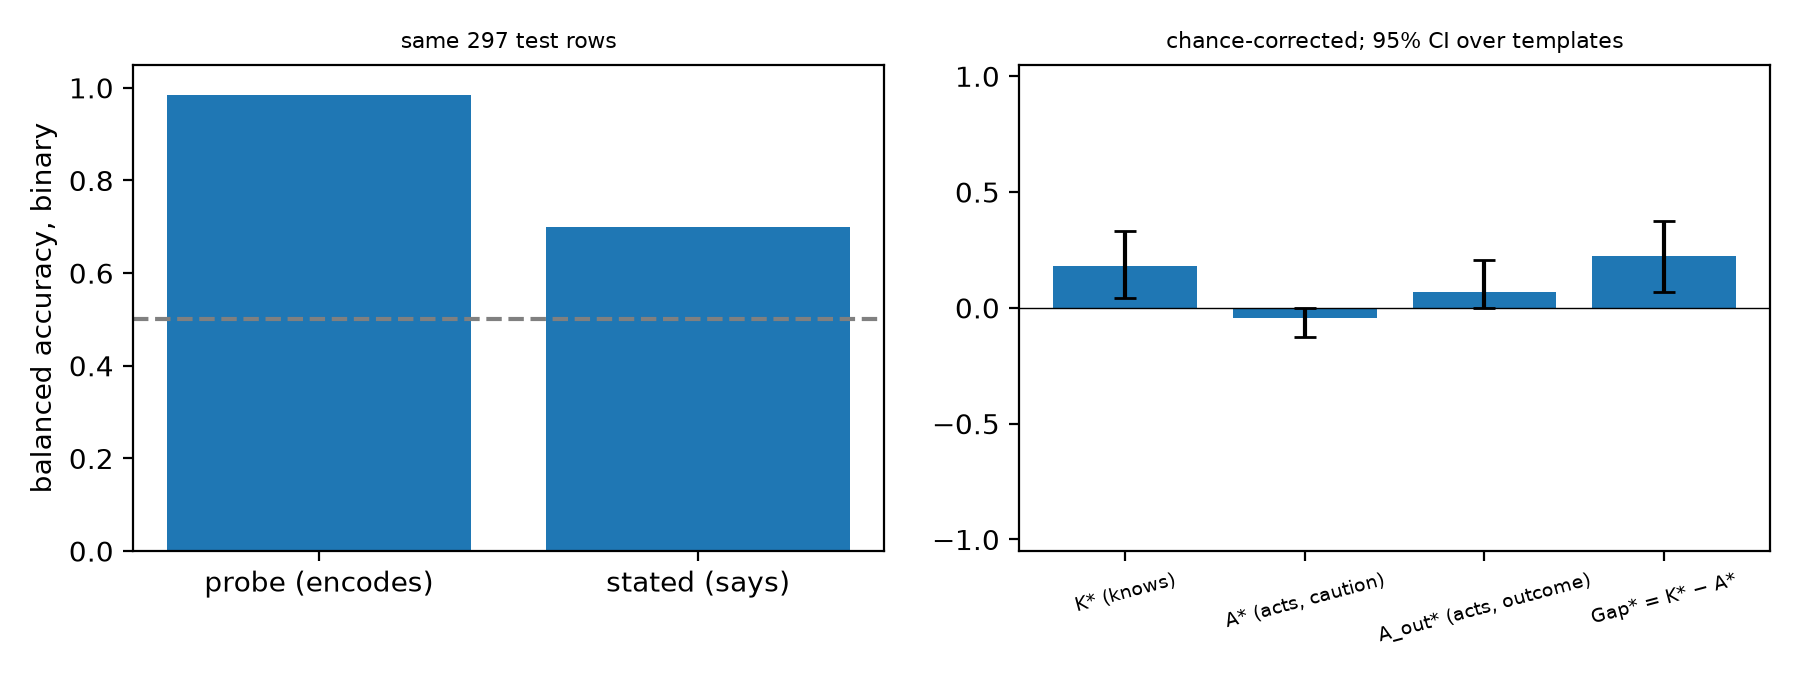 same 297 test rows
balanced accuracy, binary
1.0
0.8
0.6
0.4
0.2
0.0
probe (encodes)
stated (says)
chance-corrected; 95% CI over templates
1.0
0.5
0.0
−0.5
−1.0
K* (knows)
A* (acts, caution)
A_out* (acts, outcome)
Gap* = K* − A*